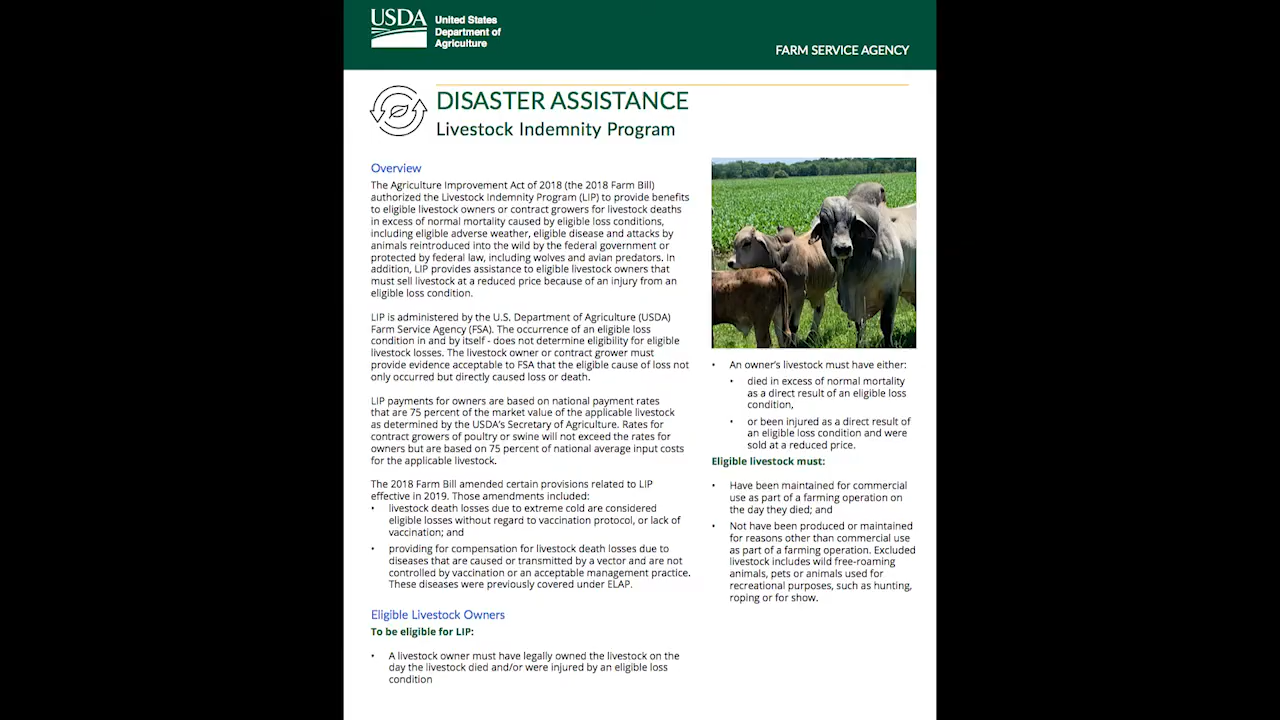 USDA
United States
Department of
Agriculture
FARM SERVICE AGENCY
DISASTER ASSISTANCE
Livestock Indemnity Program
Overview
The Agriculture Improvement Act of 2018 (the 2018 Farm Bill)
authorized the Livestock Indemnity Program (LIP) to provide benefits
to eligible livestock owners or contract growers for livestock deaths
in excess of normal mortality caused by eligible loss conditions,
including eligible adverse weather, eligible disease and attacks by
animals reintroduced into the wild by the federal government or
protected by federal law, including wolves and avian predators. In
addition, LIP provides assistance to eligible livestock owners that
must sell livestock at a reduced price because of an injury from an
eligible loss condition.
LIP is administered by the U.S. Department of Agriculture (USDA)
Farm Service Agency (FSA). The occurrence of an eligible loss
condition in and by itself - does not determine eligibility for eligible
livestock losses. The livestock owner or contract grower must
provide evidence acceptable to FSA that the eligible cause of loss not
only occurred but directly caused loss or death.
LIP payments for owners are based on national payment rates
that are 75 percent of the market value of the applicable livestock
as determined by the USDA's Secretary of Agriculture. Rates for
contract growers of poultry or swine will not exceed the rates for
owners but are based on 75 percent of national average input costs
for the applicable livestock.
The 2018 Farm Bill amended certain provisions related to LIP
effective in 2019. Those amendments included:
• livestock death losses due to extreme cold are considered
eligible losses without regard to vaccination protocol, or lack of
vaccination; and
• providing for compensation for livestock death losses due to
diseases that are caused or transmitted by a vector and are not
controlled by vaccination or an acceptable management practice.
These diseases were previously covered under ELAP.
Eligible Livestock Owners
To be eligible for LIP:
• A livestock owner must have legally owned the livestock on the
day the livestock died and/or were injured by an eligible loss
condition
• An owner's livestock must have either:
• died in excess of normal mortality
as a direct result of an eligible loss
condition,
• or been injured as a direct result of
an eligible loss condition and were
sold at a reduced price.
Eligible livestock must:
• Have been maintained for commercial
use as part of a farming operation on
the day they died; and
• Not have been produced or maintained
for reasons other than commercial use
as part of a farming operation. Excluded
livestock includes wild free-roaming
animals, pets or animals used for
recreational purposes, such as hunting,
roping or for show.